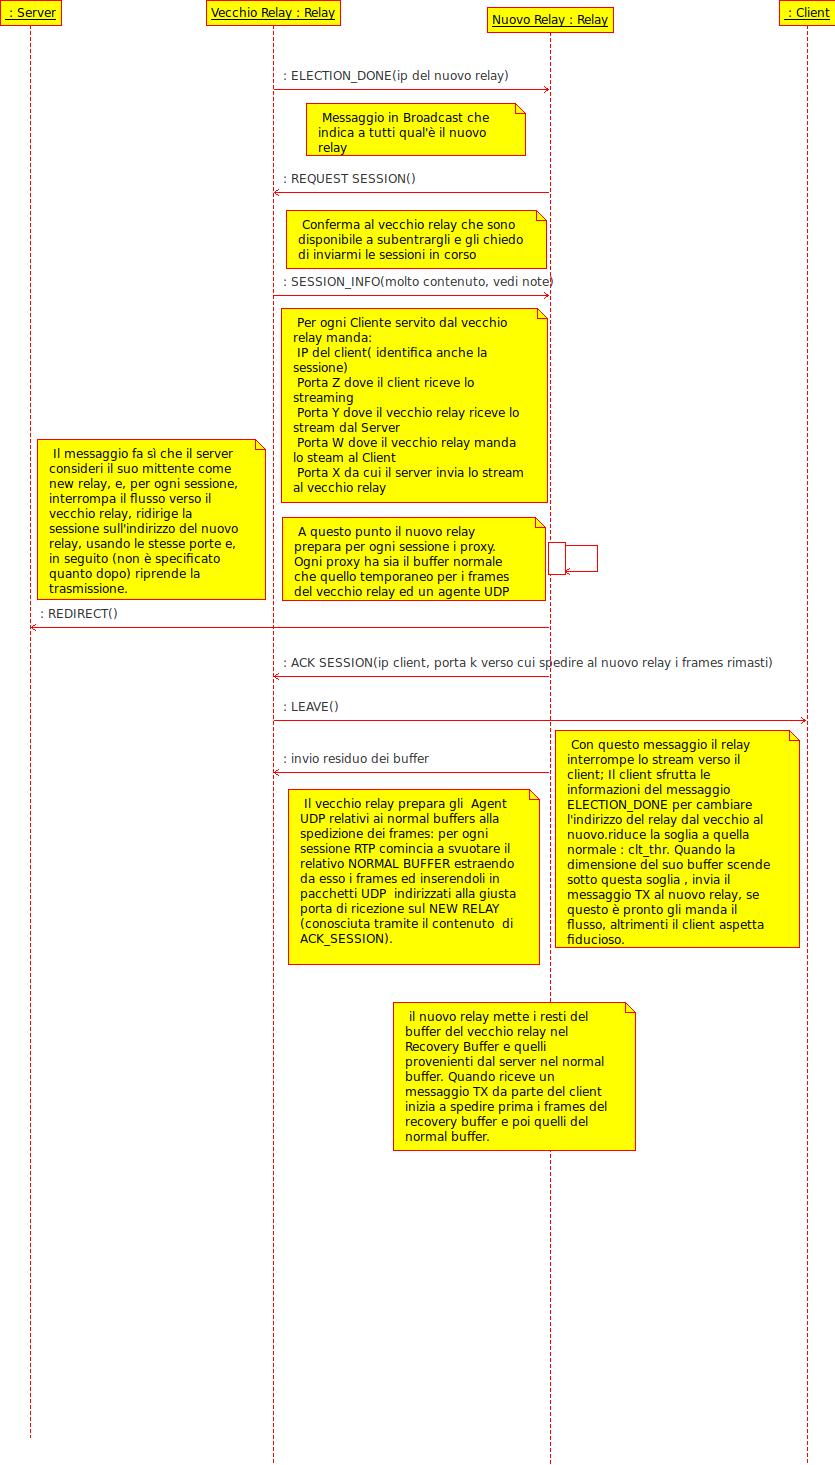 : Server
Vecchio Relay : Relay
Nuovo Relay : Relay
: Client
: ELECTION_DONE(ip del nuovo relay)
Messaggio in Broadcast che
indica a tutti qual'è il nuovo
relay
: REQUEST SESSION()
Conferma al vecchio relay che sono
disponibile a subentrargli e gli chiedo
di inviarmi le sessioni in corso
: SESSION_INFO(molto contenuto, vedi note)
Per ogni Cliente servito dal vecchio
relay manda:
IP del client( identifica anche la
sessione)
Porta Z dove il client riceve lo
streaming
Porta Y dove il vecchio relay riceve lo
stream dal Server
Porta W dove il vecchio relay manda
lo steam al Client
Porta X da cui il server invia lo stream
al vecchio relay
Il messaggio fa sì che il server
consideri il suo mittente come
new relay, e, per ogni sessione,
interrompa il flusso verso il
vecchio relay, ridirige la
sessione sull'indirizzo del nuovo
relay, usando le stesse porte e,
in seguito (non è specificato
quanto dopo) riprende la
trasmissione.
A questo punto il nuovo relay
prepara per ogni sessione i proxy.
Ogni proxy ha sia il buffer normale
che quello temporaneo per i frames
del vecchio relay ed un agente UDP
: REDIRECT()
: ACK SESSION(ip client, porta k verso cui spedire al nuovo relay i frames rimasti)
: LEAVE()
: invio residuo dei buffer
Con questo messaggio il relay
interrompe lo stream verso il
client; Il client sfrutta le
informazioni del messaggio
ELECTION_DONE per cambiare
l'indirizzo del relay dal vecchio al
nuovo.riduce la soglia a quella
normale : clt_thr. Quando la
dimensione del suo buffer scende
sotto questa soglia , invia il
messaggio TX al nuovo relay, se
questo è pronto gli manda il
flusso, altrimenti il client aspetta
fiducioso.
Il vecchio relay prepara gli  Agent
UDP relativi ai normal buffers alla
spedizione dei frames: per ogni
sessione RTP comincia a svuotare il
relativo NORMAL BUFFER estraendo
da esso i frames ed inserendoli in
pacchetti UDP  indirizzati alla giusta
porta di ricezione sul NEW RELAY
(conosciuta tramite il contenuto  di
ACK_SESSION).
il nuovo relay mette i resti del
buffer del vecchio relay nel
Recovery Buffer e quelli
provenienti dal server nel normal
buffer. Quando riceve un
messaggio TX da parte del client
inizia a spedire prima i frames del
recovery buffer e poi quelli del
normal buffer.